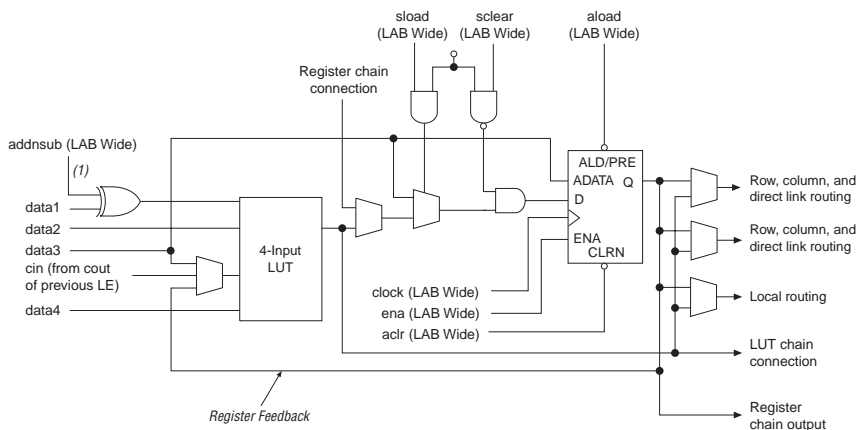 sload
(LAB Wide)
sclear
(LAB Wide)
aload
(LAB Wide)
Register chain
connection
addnsub (LAB Wide)
(1)
data1
data2
data3
cin (from cout
of previous LE)
data4
4-Input
LUT
ALD/PRE
ADATA
Q
D
ENA
CLRN
clock (LAB Wide)
ena (LAB Wide)
aclr (LAB Wide)
Row, column, and
direct link routing
Row, column, and
direct link routing
Local routing
LUT chain
connection
Register
chain output
Register Feedback